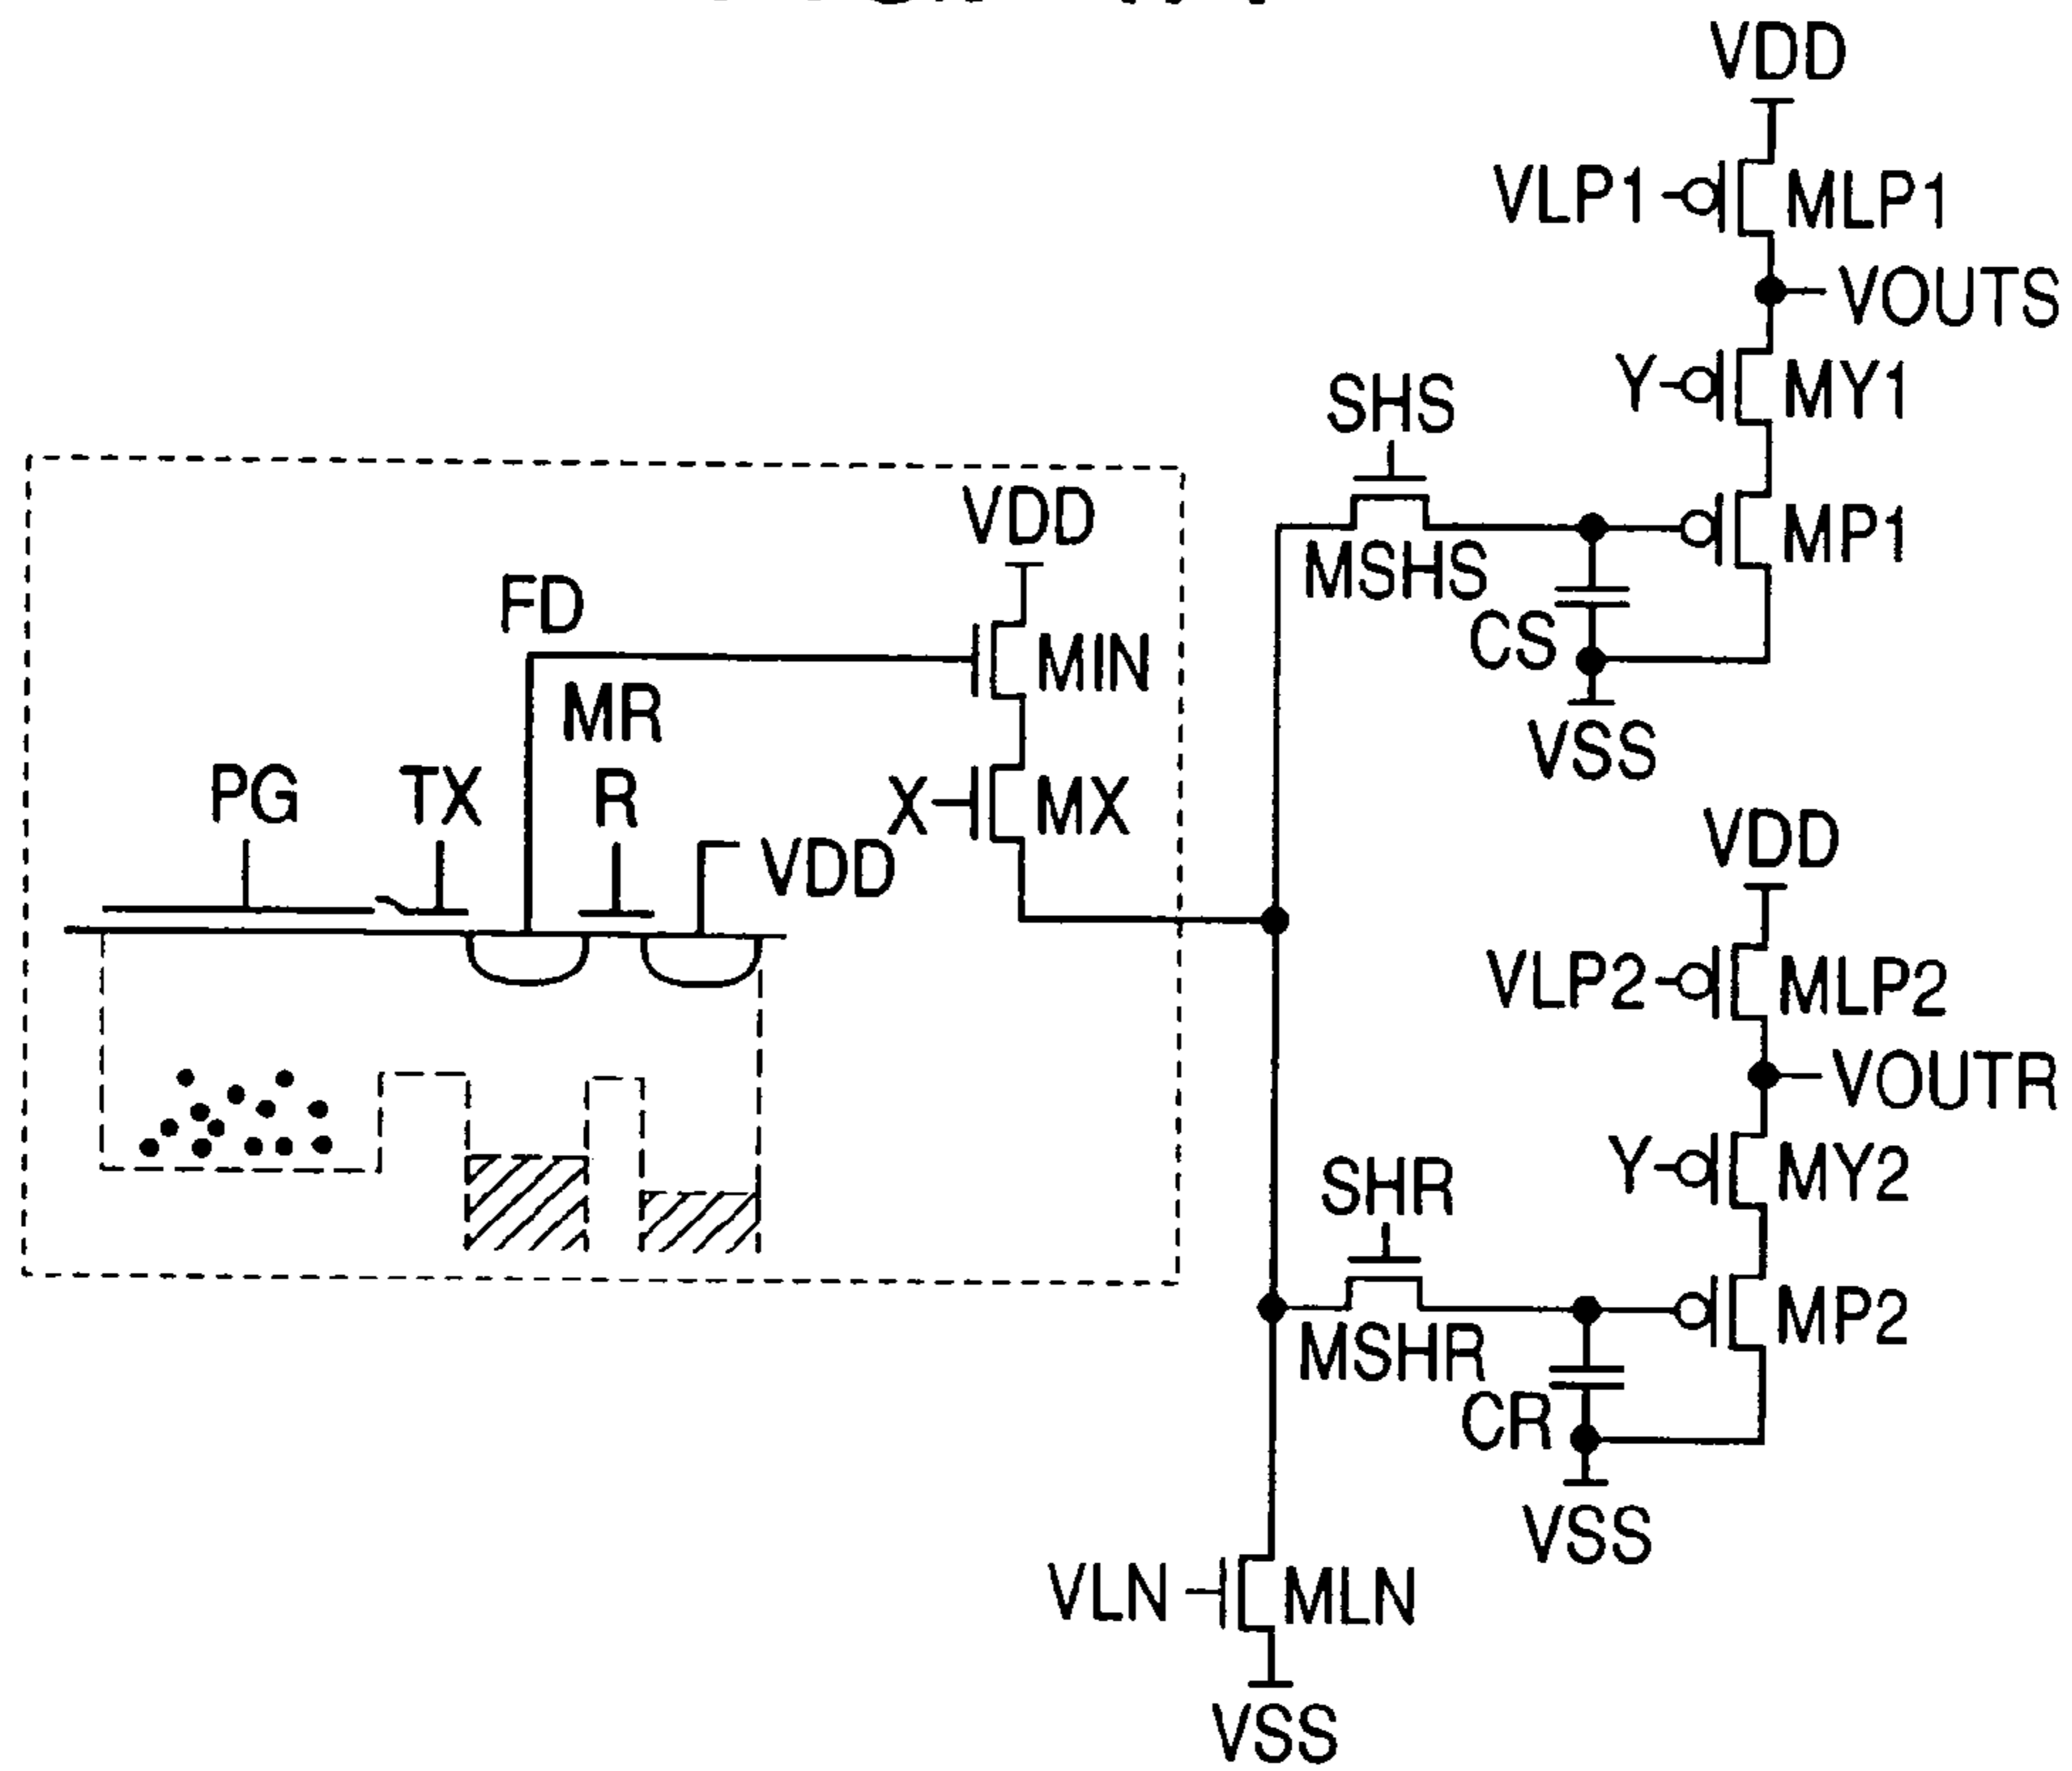 VDD
VLP1
MLP1
VOUTS
Y
MY1
SHS
MP1
MSHS
CS
VSS
VDD
FD
MIN
MR
PG
TX
R
X
MX
VDD
VDD
VLP2
MLP2
VOUTR
Y
MY2
SHR
MP2
MSHR
CR
VSS
VLN
MLN
VSS